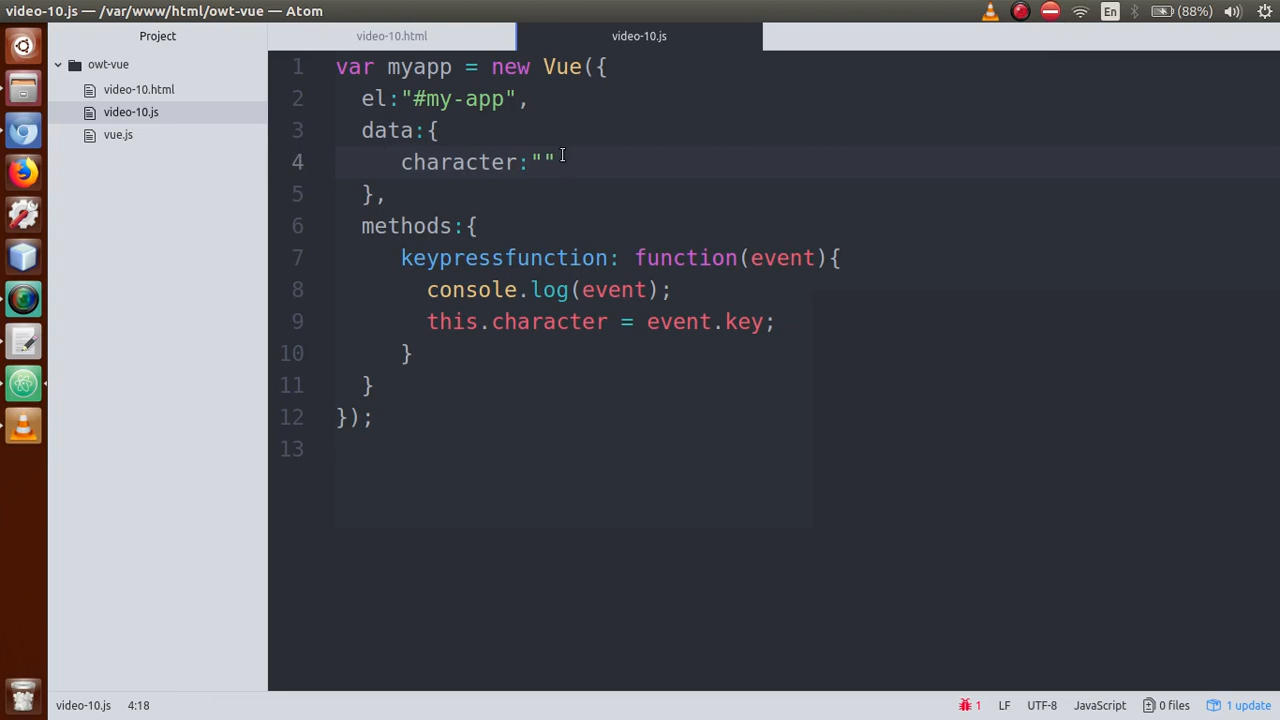 video-10.js — /var/www/html/owt-vue — Atom
En
(88%)
Project
video-10.html
video-10.js
owt-vue
video-10.html
video-10.js
vue.js
1 var myapp = new Vue({
2 el:"#my-app",
3 data:{
4 character:""
5 },
6 methods:{
7 keypressfunction: function(event){
8 console.log(event);
9 this.character = event.key;
10 }
11 }
12 });
13
video-10.js 4:18
1 LF UTF-8 JavaScript 0 files 1 update